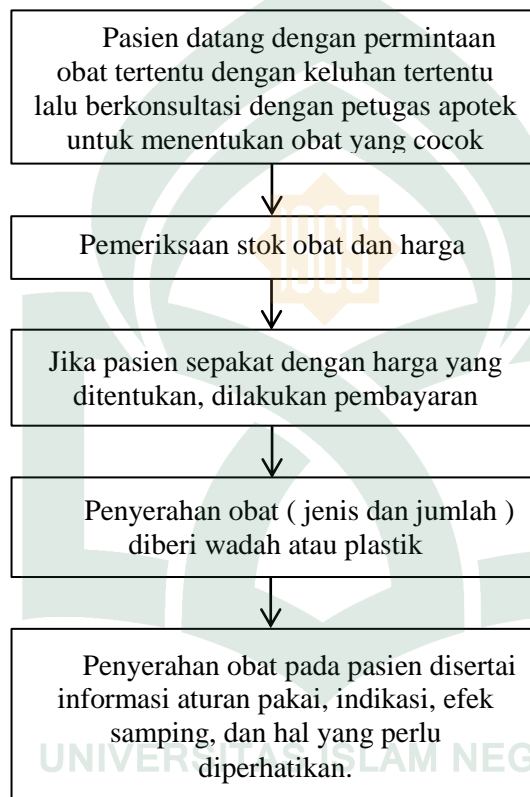 Pasien datang dengan permintaan
obat tertentu dengan keluhan tertentu
lalu berkonsultasi dengan petugas apotek
untuk menentukan obat yang cocok
Pemeriksaan stok obat dan harga
Jika pasien sepakat dengan harga yang
ditentukan, dilakukan pembayaran
Penyerahan obat ( jenis dan jumlah )
diberi wadah atau plastik
Penyerahan obat pada pasien disertai
informasi aturan pakai, indikasi, efek
samping, dan hal yang perlu
UNIVERSITAS ISLAM NEG
diperhatikan.